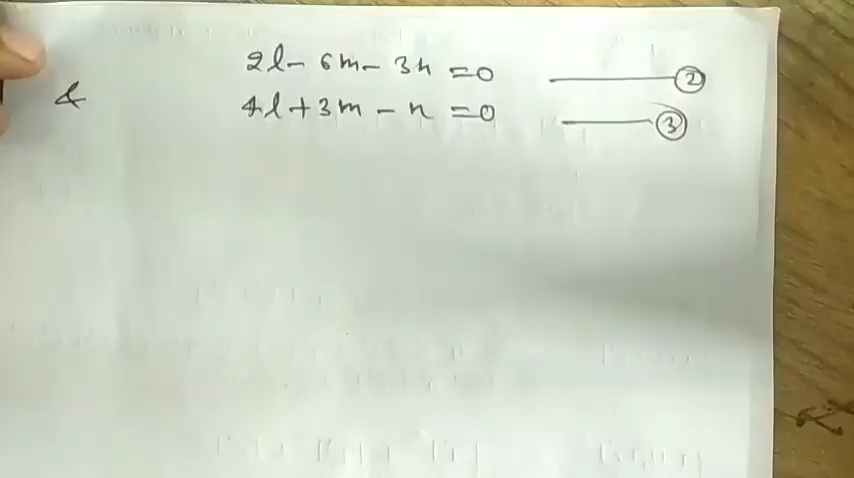 2l - 6m - 3n = 0 ——— ②
& 4l + 3m - n = 0 ——— ③